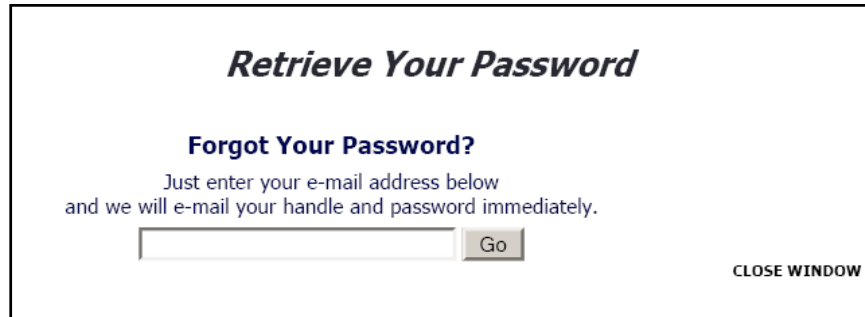 Retrieve Your Password
Forgot Your Password?
Just enter your e-mail address below
and we will e-mail your handle and password immediately.
Go
CLOSE WINDOW